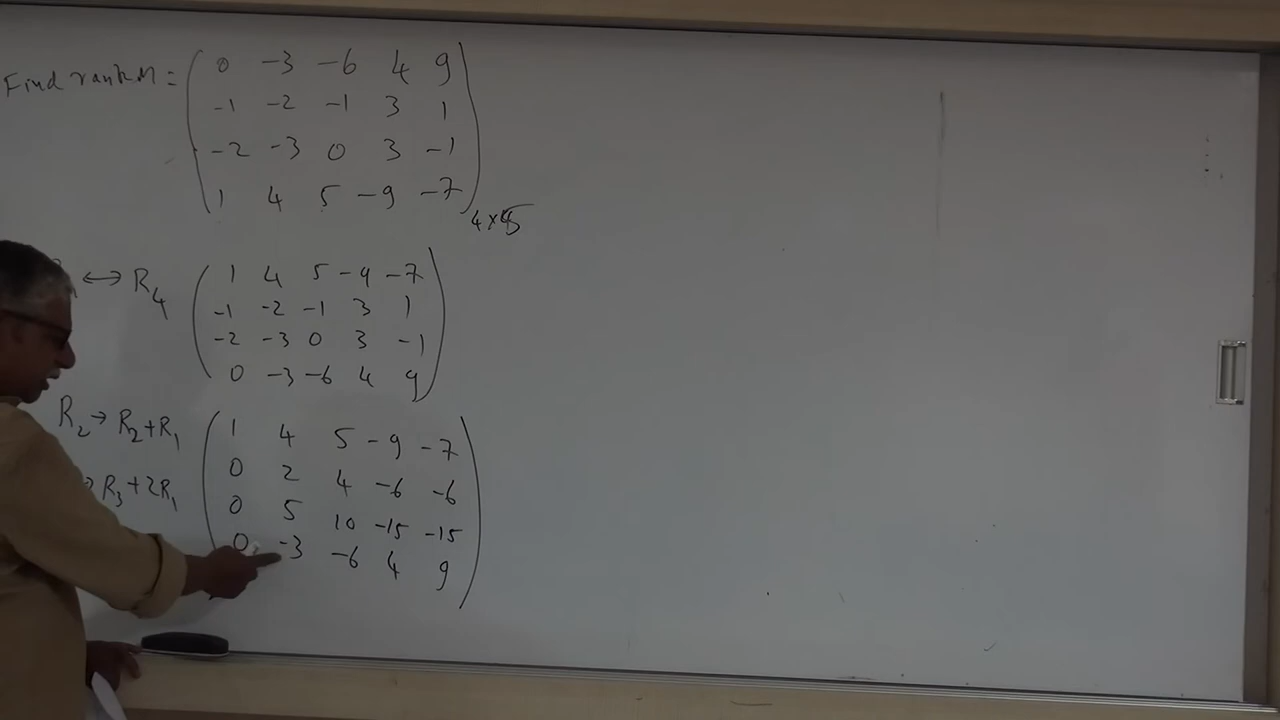 Find rank M = 0 -3 -6 4 9
-1 -2 -1 3 1
-2 -3 0 3 -1
1 4 5 -9 -7
4×5
↔ R4 1 4 5 -9 -7
-1 -2 -1 3 1
-2 -3 0 3 -1
0 -3 -6 4 9
R2 → R2+R1 1 4 5 -9 -7
0 2 4 -6 -6
R3+2R1 0 5 10 -15 -15
0 -3 -6 4 9